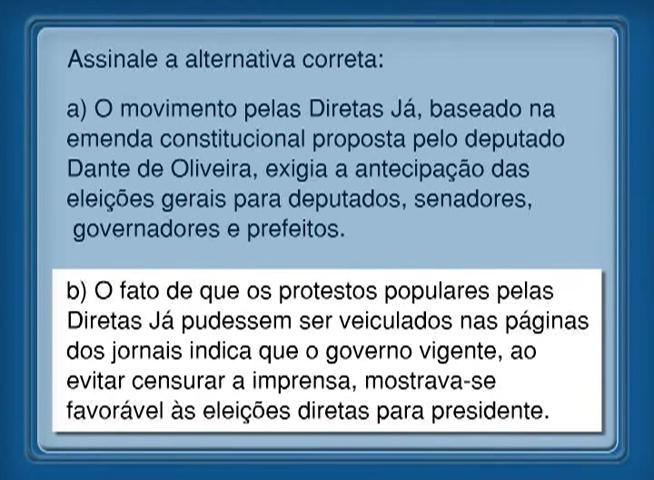 Assinale a alternativa correta:
a) O movimento pelas Diretas Já, baseado na
emenda constitucional proposta pelo deputado
Dante de Oliveira, exigia a antecipação das
eleições gerais para deputados, senadores,
governadores e prefeitos.
b) O fato de que os protestos populares pelas
Diretas Já pudessem ser veiculados nas páginas
dos jornais indica que o governo vigente, ao
evitar censurar a imprensa, mostrava-se
favorável às eleições diretas para presidente.